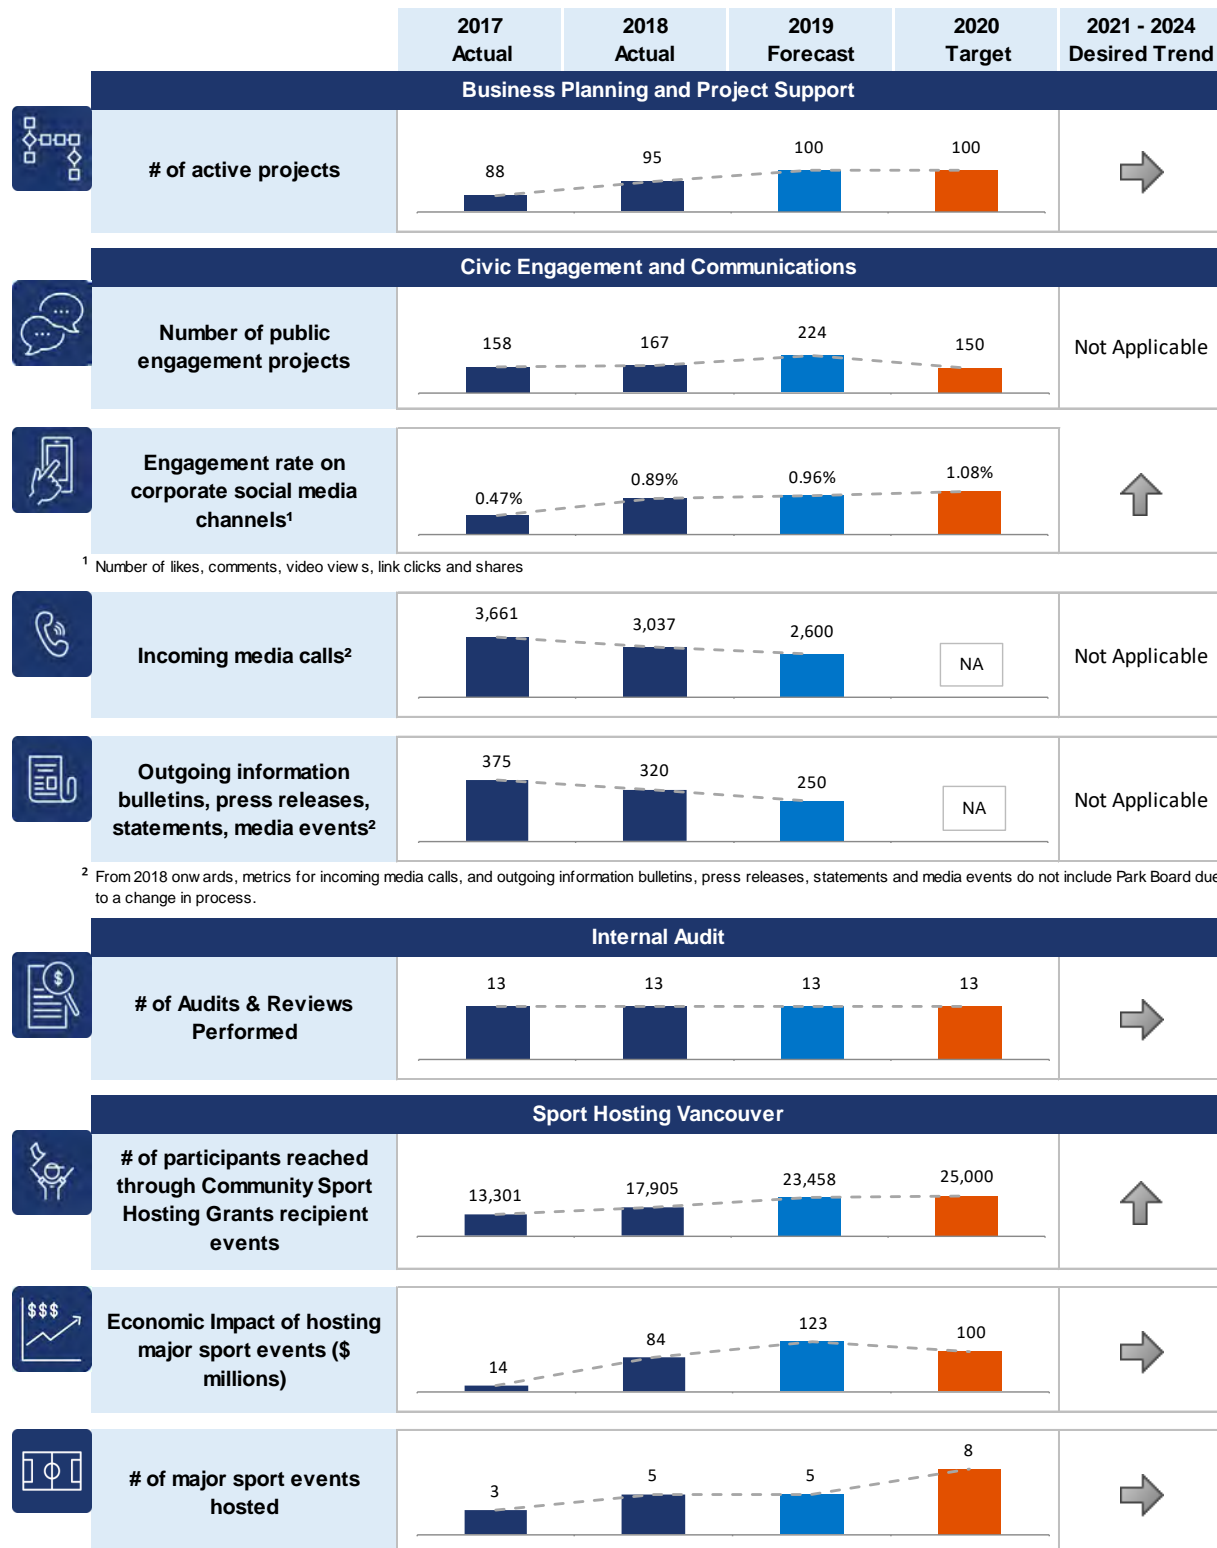 2017 2018 2019 2020 2021 - 2024
Actual Actual Forecast Target Desired Trend
Business Planning and Project Support
# of active projects
88 95 100 100
Civic Engagement and Communications
Number of public
engagement projects
158 167 224 150
Not Applicable
Engagement rate on
corporate social media
channels¹
0.47% 0.89% 0.96% 1.08%
¹ Number of likes, comments, video views, link clicks and shares
Incoming media calls²
3,661 3,037 2,600 NA
Not Applicable
Outgoing information
bulletins, press releases,
statements, media events²
375 320 250 NA
Not Applicable
² From 2018 onwards, metrics for incoming media calls, and outgoing information bulletins, press releases, statements and media events do not include Park Board due
to a change in process.
Internal Audit
# of Audits & Reviews
Performed
13 13 13 13
Sport Hosting Vancouver
# of participants reached
through Community Sport
Hosting Grants recipient
events
13,301 17,905 23,458 25,000
$$$
Economic Impact of hosting
major sport events ($
millions)
14 84 123 100
# of major sport events
hosted
3 5 5 8